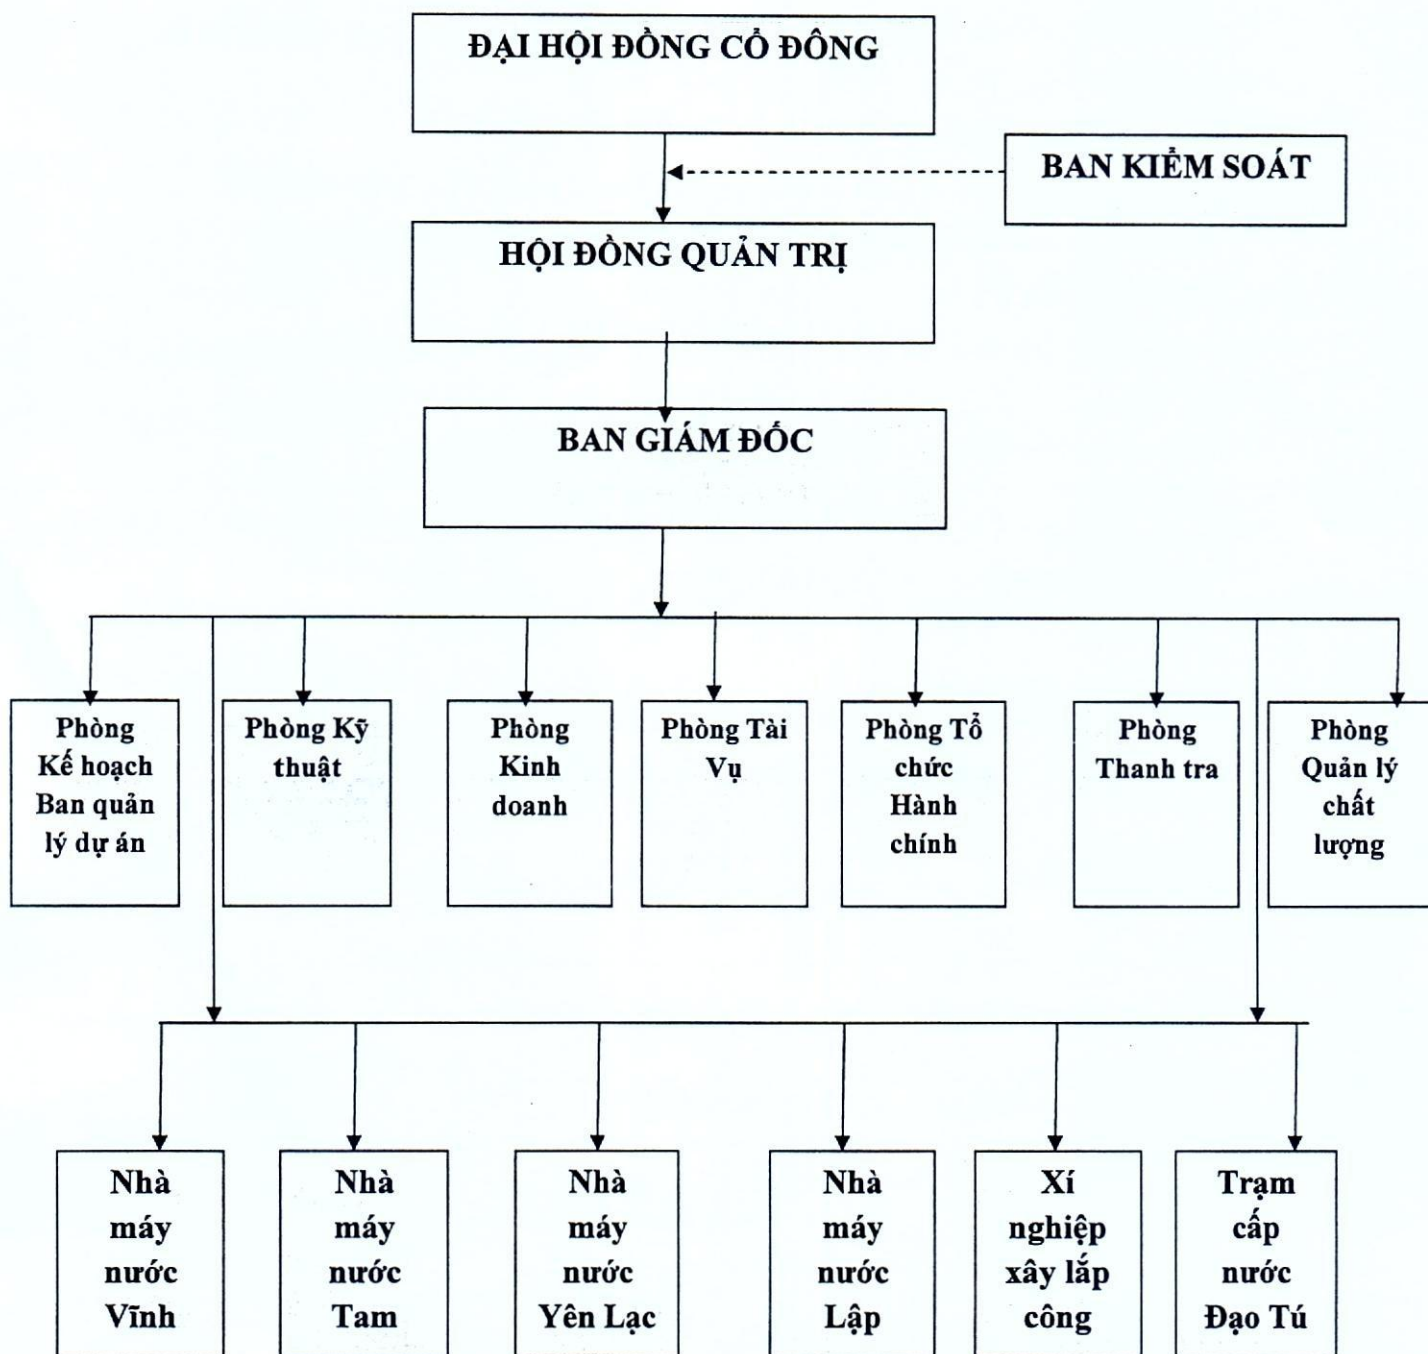 ĐẠI HỘI ĐỒNG CỔ ĐÔNG
BAN KIỂM SOÁT
HỘI ĐỒNG QUẢN TRỊ
BAN GIÁM ĐỐC
Phòng
Kế hoạch
Ban quản
lý dự án
Phòng Kỹ
thuật
Phòng
Kinh
doanh
Phòng Tài
Vụ
Phòng Tổ
chức
Hành
chính
Phòng
Thanh tra
Phòng
Quản lý
chất
lượng
Nhà
máy
nước
Vĩnh
Nhà
máy
nước
Tam
Nhà
máy
nước
Yên Lạc
Nhà
máy
nước
Lập
Xí
nghiệp
xây lắp
công
Trạm
cấp
nước
Đạo Tú